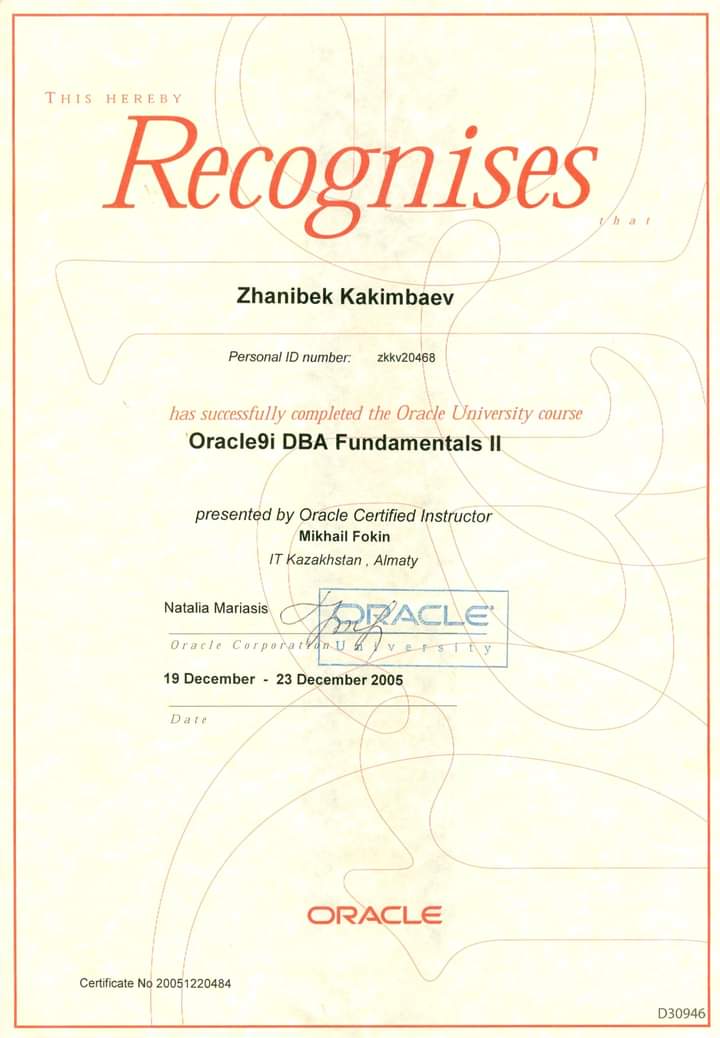 THIS HEREBY
Recognises
that
Zhanibek Kakimbaev
Personal ID number: zkkv20468
has successfully completed the Oracle University course
Oracle9i DBA Fundamentals II
presented by Oracle Certified Instructor
Mikhail Fokin
IT Kazakhstan , Almaty
Natalia Mariasis
ORACLE
Oracle Corporation
University
19 December - 23 December 2005
Date
ORACLE
Certificate No 20051220484
D30946